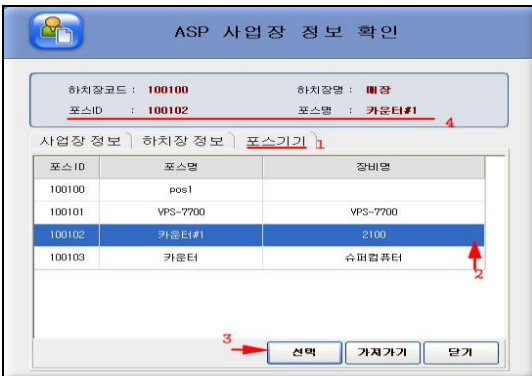 ASP 사업장 정보 확인
하치장코드 : 100100 하치장명 : 매장
포스ID : 100102 포스명 : 카운터#1
4
사업장 정보 하치장 정보 포스기기 1
포스ID 포스명 장비명
100100 pos1
100101 VPS-7700 VPS-7700
100102 카운터#1 2100
100103 카운터 슈퍼컴퓨터
2
3
선택 가져가기 닫기